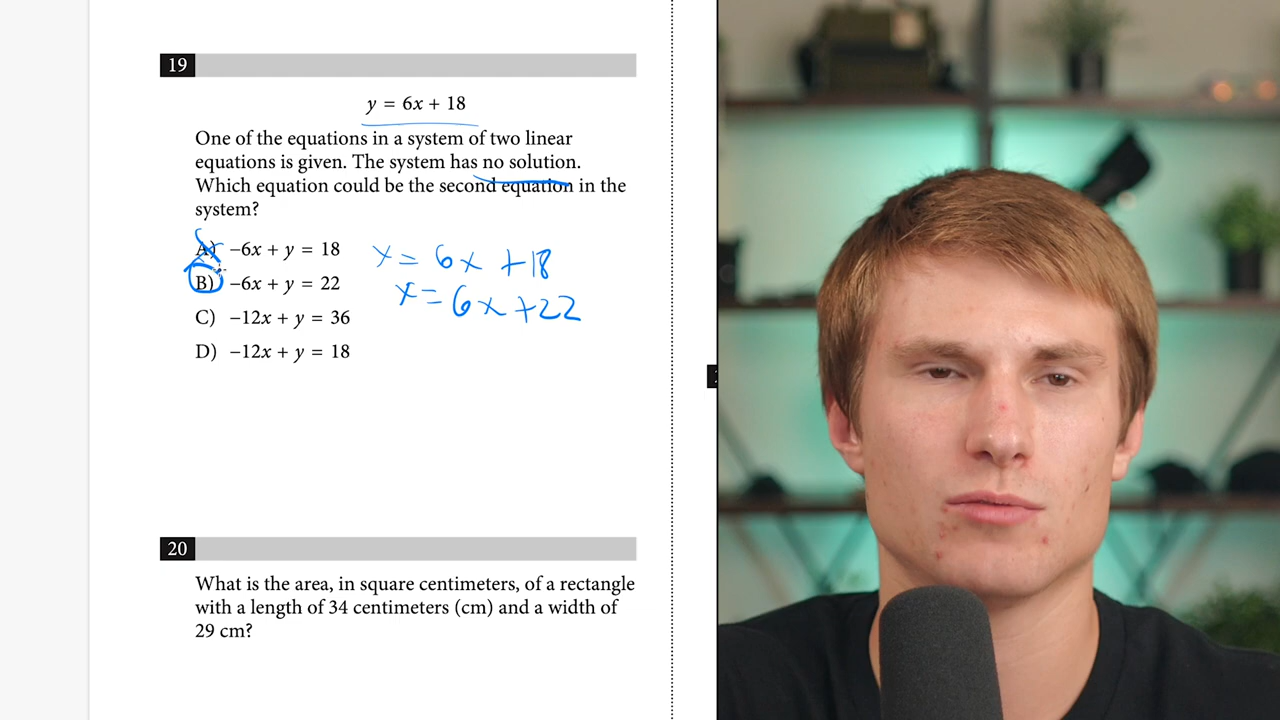 19
y = 6x + 18
One of the equations in a system of two linear
equations is given. The system has no solution.
Which equation could be the second equation in the
system?
A) −6x + y = 18
B) −6x + y = 22
C) −12x + y = 36
D) −12x + y = 18
y = 6x + 18
y = 6x + 22
20
What is the area, in square centimeters, of a rectangle
with a length of 34 centimeters (cm) and a width of
29 cm?